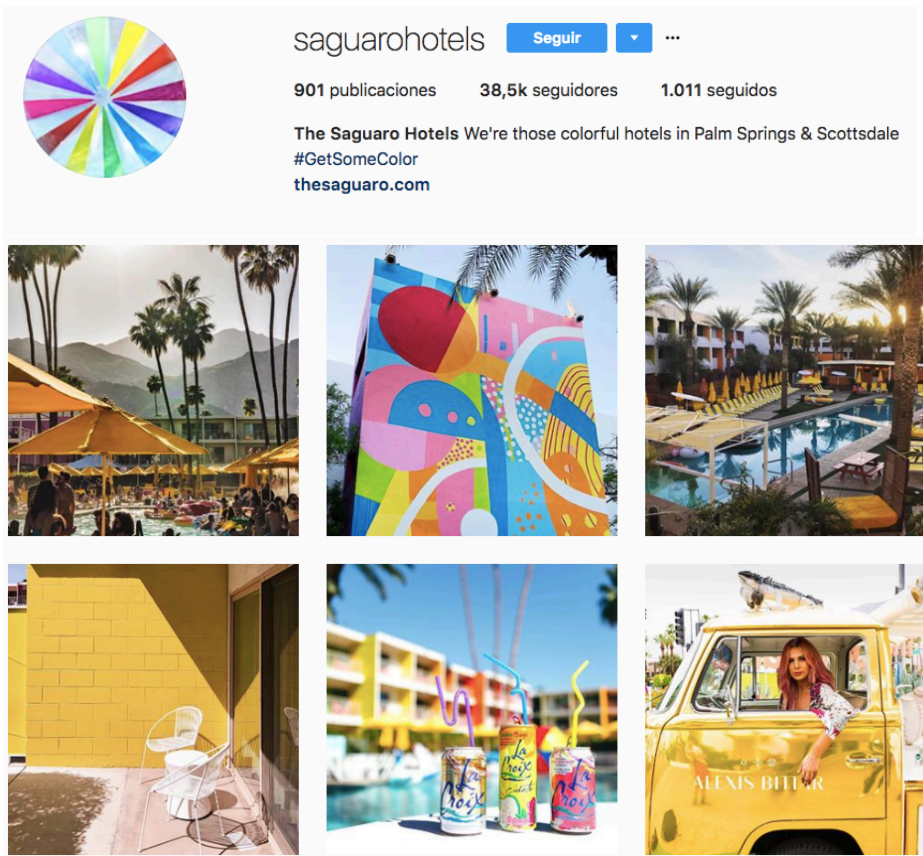 saguarohotels Seguir ...
901 publicaciones 38,5k seguidores 1.011 seguidos
The Saguaro Hotels We're those colorful hotels in Palm Springs & Scottsdale
#GetSomeColor
thesaguaro.com
La Croix
La Croix
La Croix
ALEXIS BITTAR